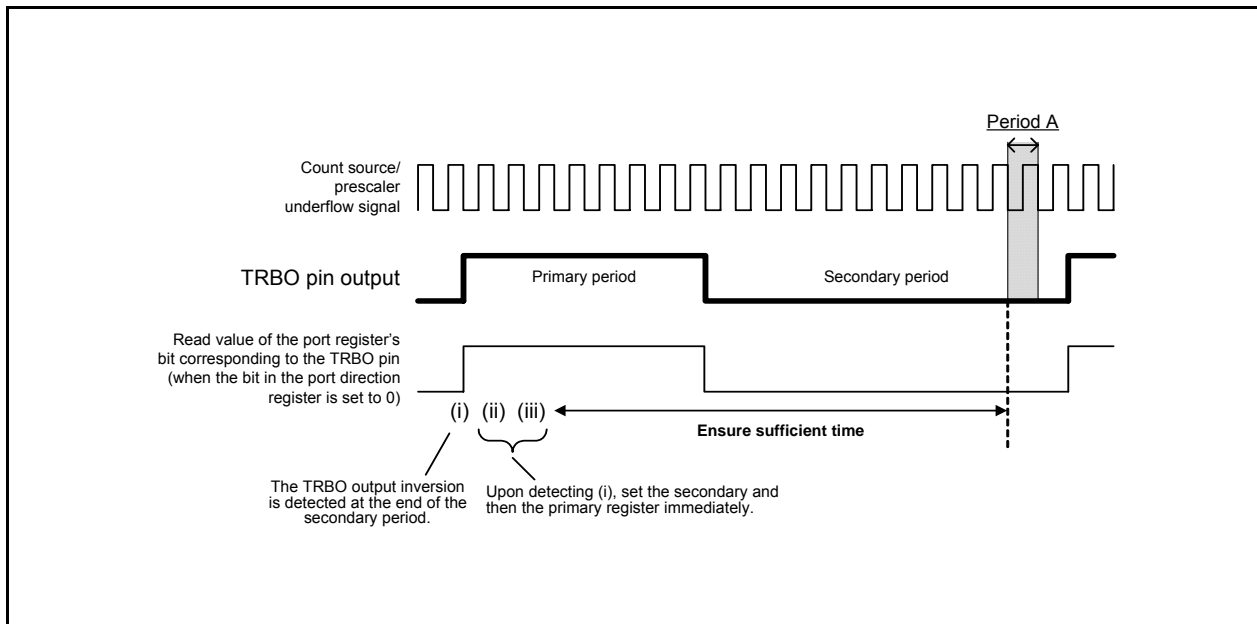 Period A
Count source/
prescaler
underflow signal
TRBO pin output
Primary period
Secondary period
Read value of the port register's
bit corresponding to the TRBO pin
(when the bit in the port direction
register is set to 0)
(i) (ii) (iii)
Ensure sufficient time
The TRBO output inversion
is detected at the end of the
secondary period.
Upon detecting (i), set the secondary and
then the primary register immediately.